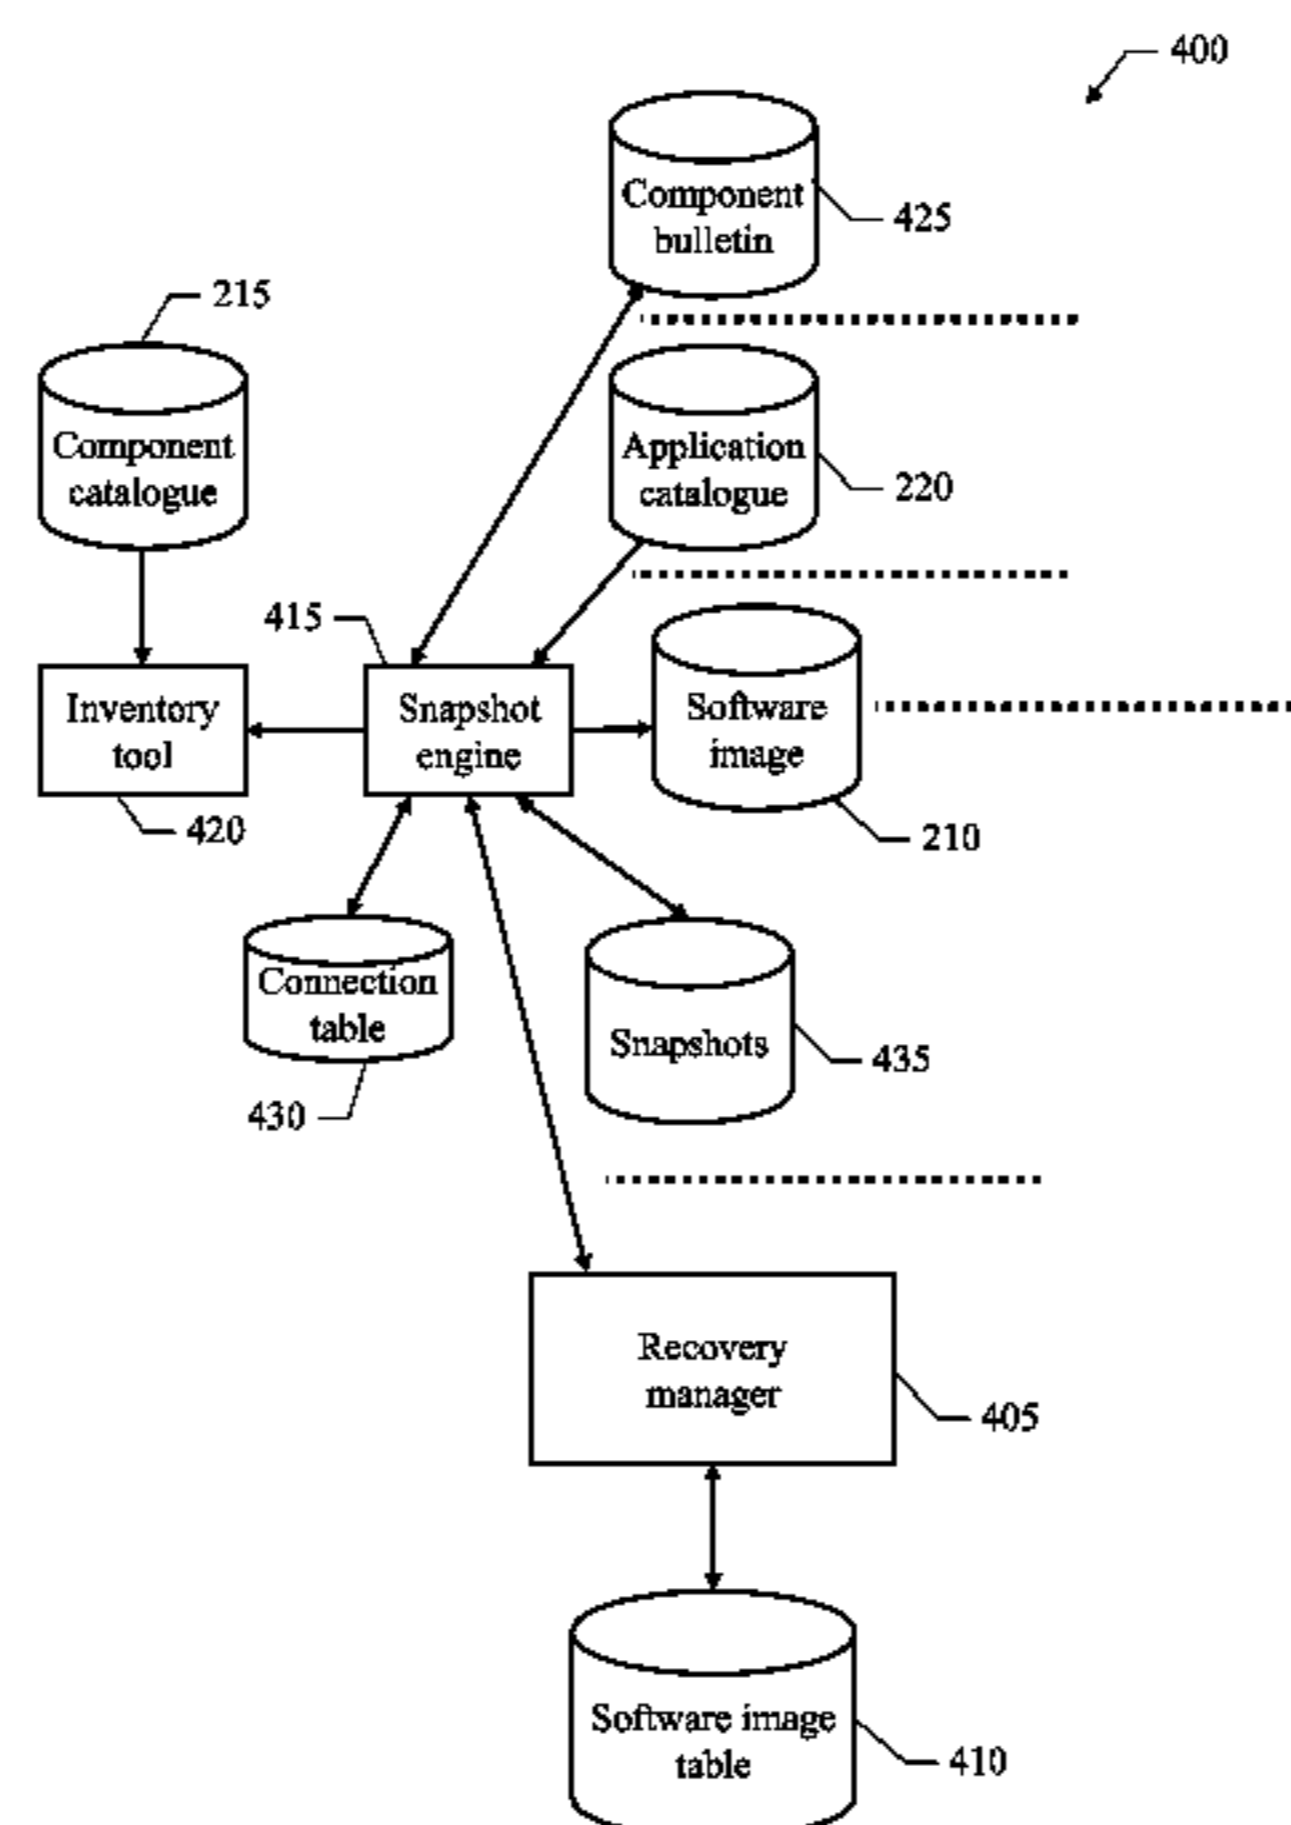 400
Component
bulletin
425
215
Component
catalogue
Application
catalogue
220
415
Inventory
tool
420
Snapshot
engine
Software
image
210
Connection
table
430
Snapshots
435
Recovery
manager
405
Software image
table
410